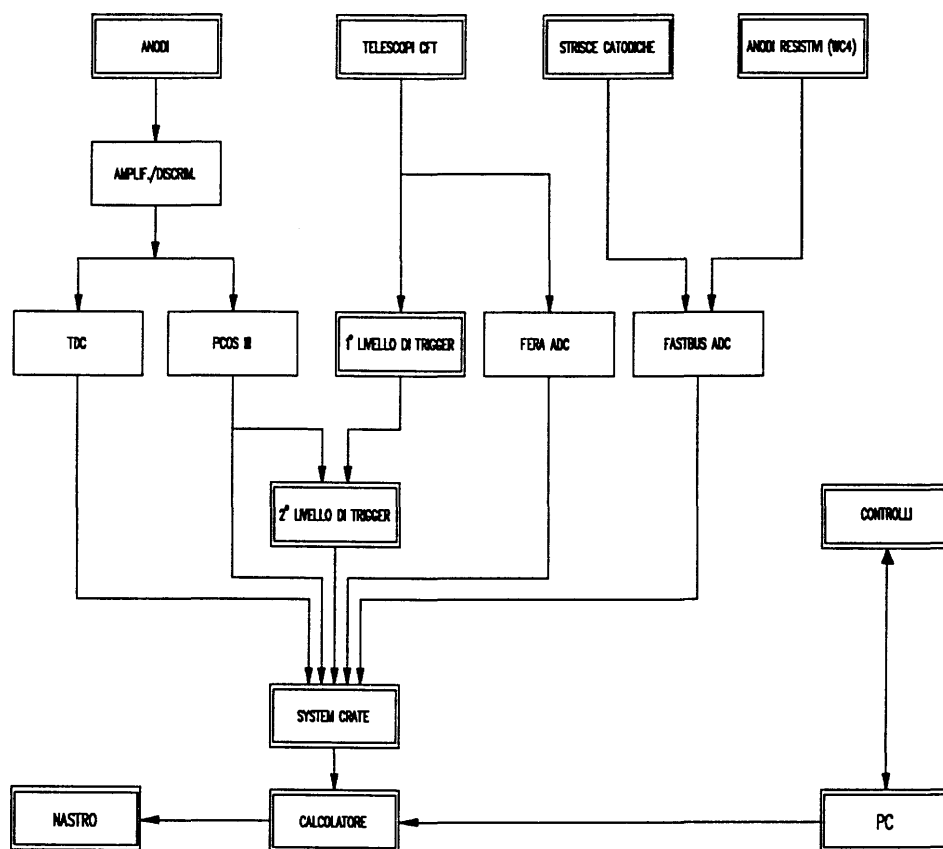 ANODI
TELESCOPI CFT
STRISCE CATODICHE
ANODI RESISTIVI (WC4)
AMPLIF./DISCRIM.
TDC
PCOS III
1° LIVELLO DI TRIGGER
FERA ADC
FASTBUS ADC
2° LIVELLO DI TRIGGER
CONTROLLI
SYSTEM CRATE
NASTRO
CALCOLATORE
PC